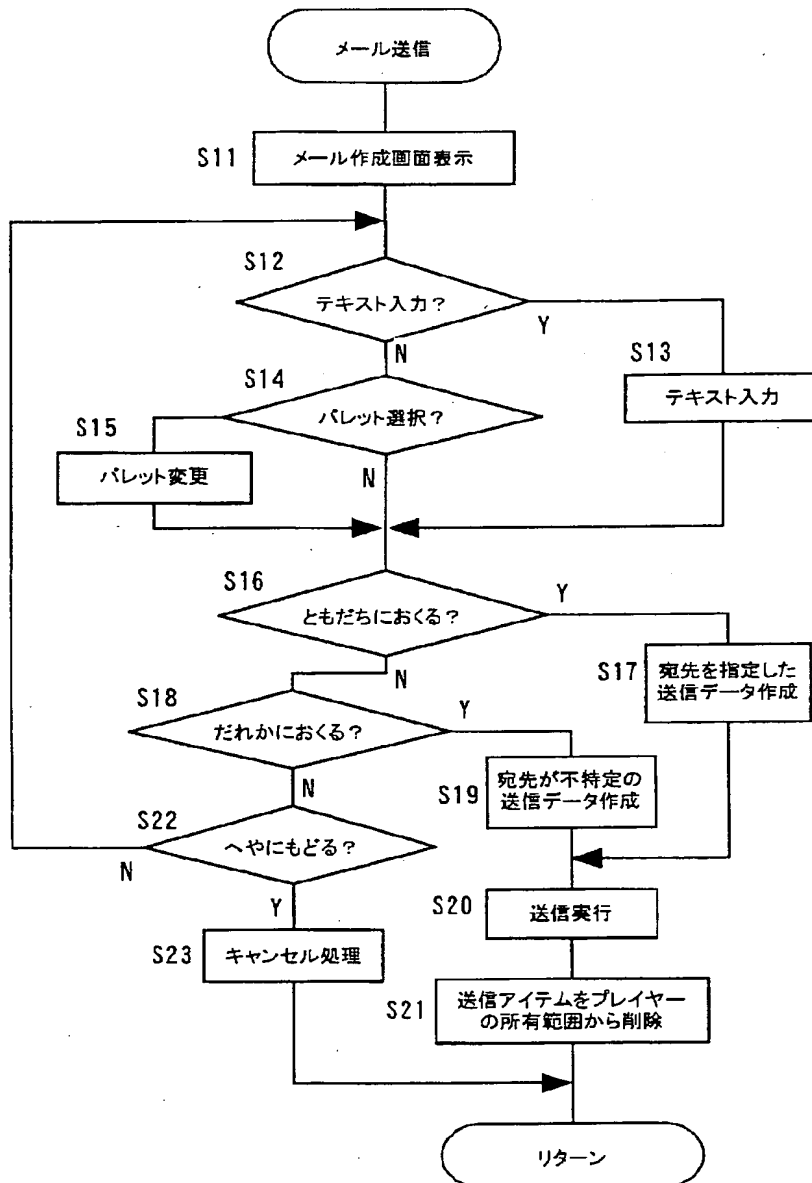 メール送信
S11
メール作成画面表示
S12
テキスト入力？
Y
N
S13
テキスト入力
S14
パレット選択？
N
S15
パレット変更
S16
ともだちにおくる？
Y
N
S17
宛先を指定した
送信データ作成
S18
だれかにおくる？
Y
N
S19
宛先が不特定の
送信データ作成
S22
へやにもどる？
N
Y
S20
送信実行
S23
キャンセル処理
S21
送信アイテムをプレイヤー
の所有範囲から削除
リターン